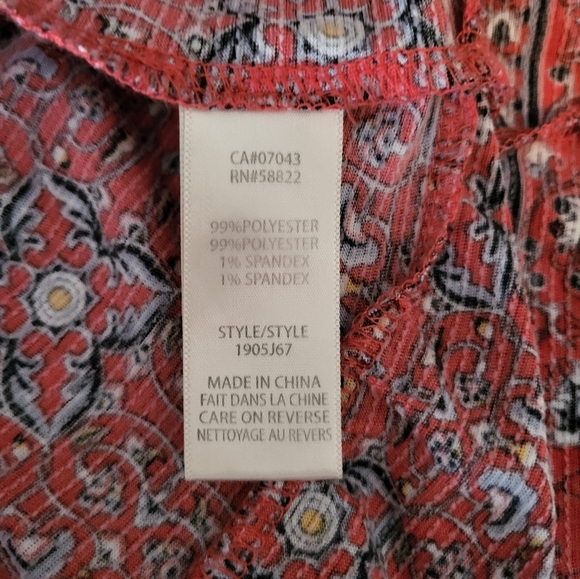 CA#07043
RN#58822
99%POLYESTER
99%POLYESTER
1% SPANDEX
1% SPANDEX
STYLE/STYLE
1905J67
MADE IN CHINA
FAIT DANS LA CHINE
CARE ON REVERSE
NETTOYAGE AU REVERS